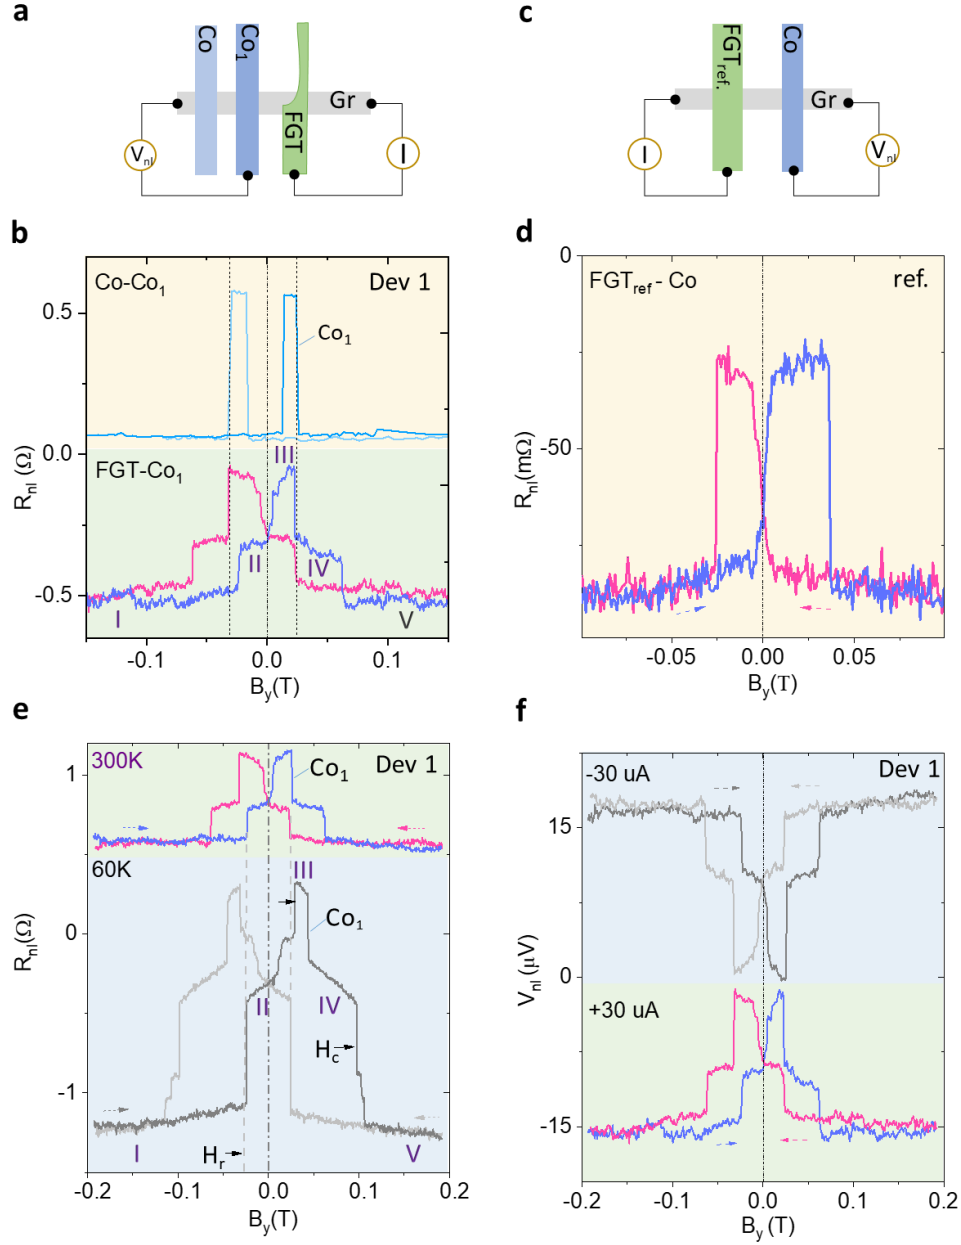 a
Co
Co1
FGT
Gr
Vnl
I
c
FGTref.
Co
Gr
I
Vnl
b
Co-Co1
Dev 1
Co1
0.5
0.0
-0.5
Rnl (Ω)
FGT-Co1
I
II
III
IV
V
-0.1
0.0
0.1
By(T)
d
FGTref - Co
ref.
0
-50
Rnl(mΩ)
-0.05
0.00
0.05
By(T)
e
300K
Dev 1
Co1
60K
1
0
-1
Rnl(Ω)
III
Co1
II
IV
Hc
I
Hr
V
-0.2
-0.1
0.0
0.1
0.2
By(T)
f
-30 uA
Dev 1
15
0
-15
Vnl(μV)
+30 uA
-0.2
-0.1
0.0
0.1
0.2
By (T)